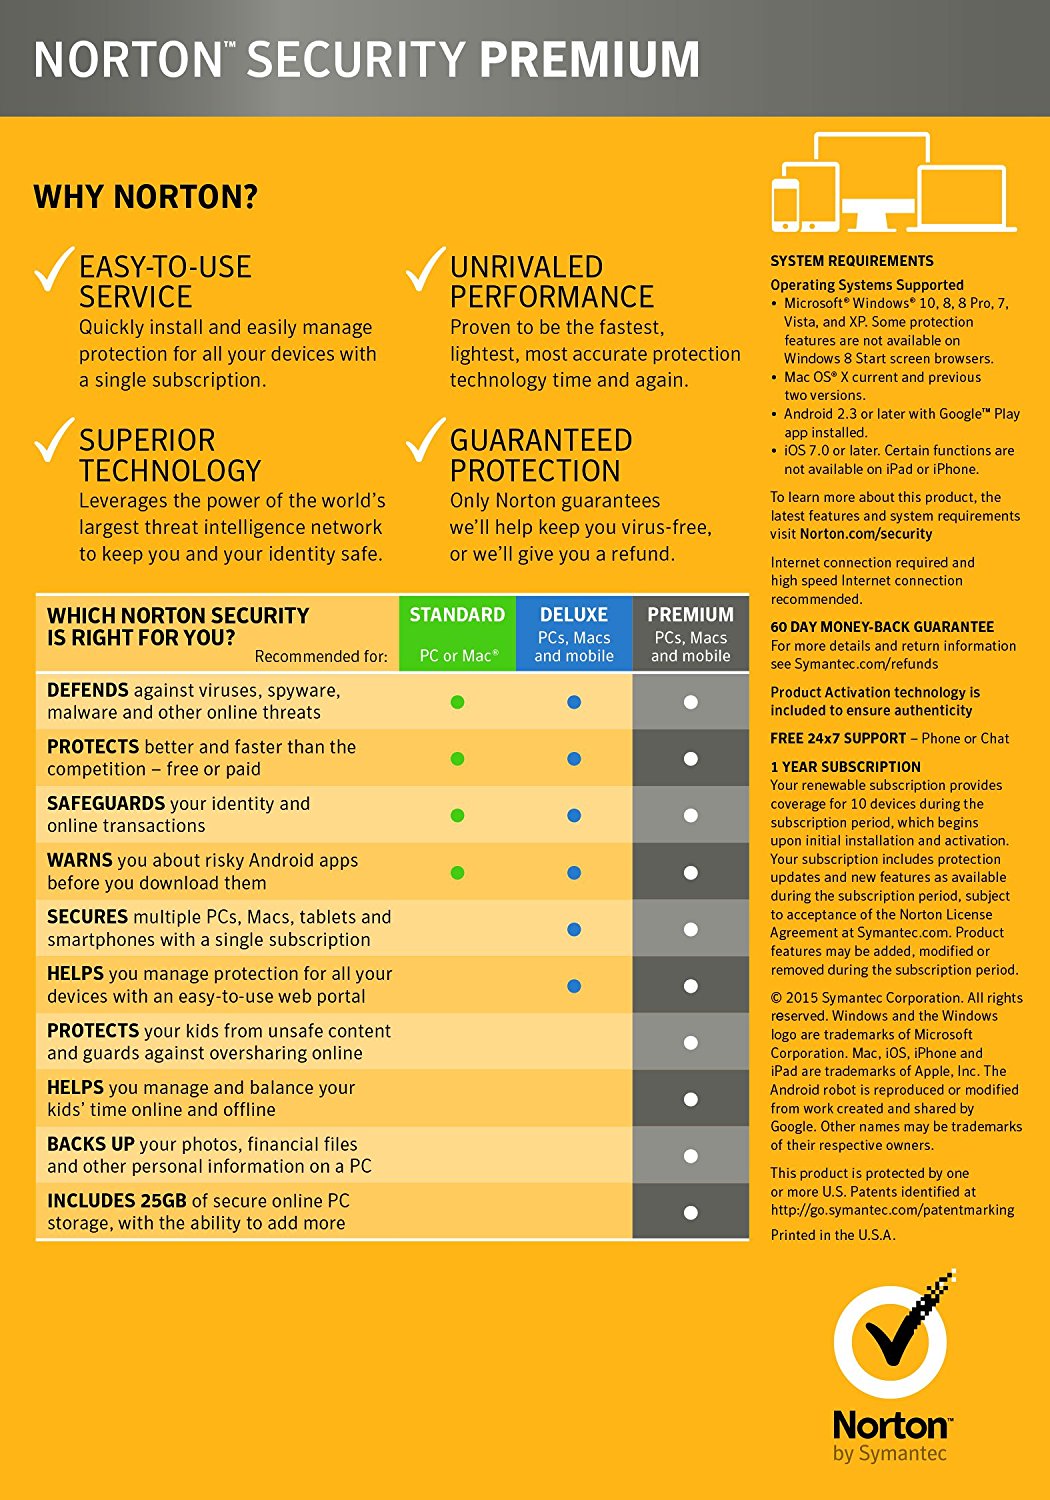 NORTON™ SECURITY PREMIUM
WHY NORTON?
EASY-TO-USE
SERVICE
Quickly install and easily manage
protection for all your devices with
a single subscription.
UNRIVALED
PERFORMANCE
Proven to be the fastest,
lightest, most accurate protection
technology time and again.
SUPERIOR
TECHNOLOGY
Leverages the power of the world's
largest threat intelligence network
to keep you and your identity safe.
GUARANTEED
PROTECTION
Only Norton guarantees
we'll help keep you virus-free,
or we'll give you a refund.
WHICH NORTON SECURITY
IS RIGHT FOR YOU?
Recommended for:
STANDARD
PC or Mac®
DELUXE
PCs, Macs
and mobile
PREMIUM
PCs, Macs
and mobile
DEFENDS against viruses, spyware,
malware and other online threats
PROTECTS better and faster than the
competition – free or paid
SAFEGUARDS your identity and
online transactions
WARNS you about risky Android apps
before you download them
SECURES multiple PCs, Macs, tablets and
smartphones with a single subscription
HELPS you manage protection for all your
devices with an easy-to-use web portal
PROTECTS your kids from unsafe content
and guards against oversharing online
HELPS you manage and balance your
kids' time online and offline
BACKS UP your photos, financial files
and other personal information on a PC
INCLUDES 25GB of secure online PC
storage, with the ability to add more
SYSTEM REQUIREMENTS
Operating Systems Supported
• Microsoft® Windows® 10, 8, 8 Pro, 7,
Vista, and XP. Some protection
features are not available on
Windows 8 Start screen browsers.
• Mac OS® X current and previous
two versions.
• Android 2.3 or later with Google™ Play
app installed.
• iOS 7.0 or later. Certain functions are
not available on iPad or iPhone.
To learn more about this product, the
latest features and system requirements
visit Norton.com/security
Internet connection required and
high speed Internet connection
recommended.
60 DAY MONEY-BACK GUARANTEE
For more details and return information
see Symantec.com/refunds
Product Activation technology is
included to ensure authenticity
FREE 24x7 SUPPORT – Phone or Chat
1 YEAR SUBSCRIPTION
Your renewable subscription provides
coverage for 10 devices during the
subscription period, which begins
upon initial installation and activation.
Your subscription includes protection
updates and new features as available
during the subscription period, subject
to acceptance of the Norton License
Agreement at Symantec.com. Product
features may be added, modified or
removed during the subscription period.
© 2015 Symantec Corporation. All rights
reserved. Windows and the Windows
logo are trademarks of Microsoft
Corporation. Mac, iOS, iPhone and
iPad are trademarks of Apple, Inc. The
Android robot is reproduced or modified
from work created and shared by
Google. Other names may be trademarks
of their respective owners.
This product is protected by one
or more U.S. Patents identified at
http://go.symantec.com/patentmarking
Printed in the U.S.A.
Norton™
by Symantec